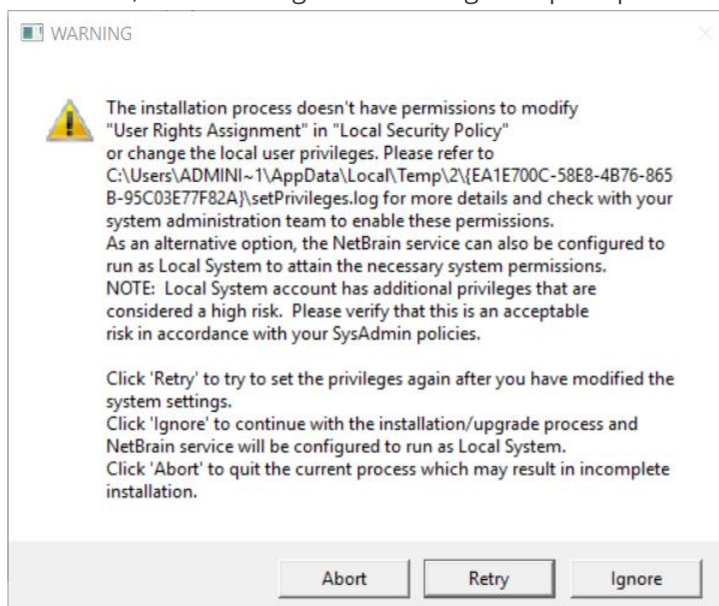 WARNING
The installation process doesn't have permissions to modify
"User Rights Assignment" in "Local Security Policy"
or change the local user privileges. Please refer to
C:\Users\ADMINI~1\AppData\Local\Temp\2\{EA1E700C-58E8-4B76-865
B-95C03E77F82A}\setPrivileges.log for more details and check with your
system administration team to enable these permissions.
As an alternative option, the NetBrain service can also be configured to
run as Local System to attain the necessary system permissions.
NOTE:  Local System account has additional privileges that are
considered a high risk.  Please verify that this is an acceptable
risk in accordance with your SysAdmin policies.
Click 'Retry' to try to set the privileges again after you have modified the
system settings.
Click 'Ignore' to continue with the installation/upgrade process and
NetBrain service will be configured to run as Local System.
Click 'Abort' to quit the current process which may result in incomplete
installation.
Abort Retry Ignore